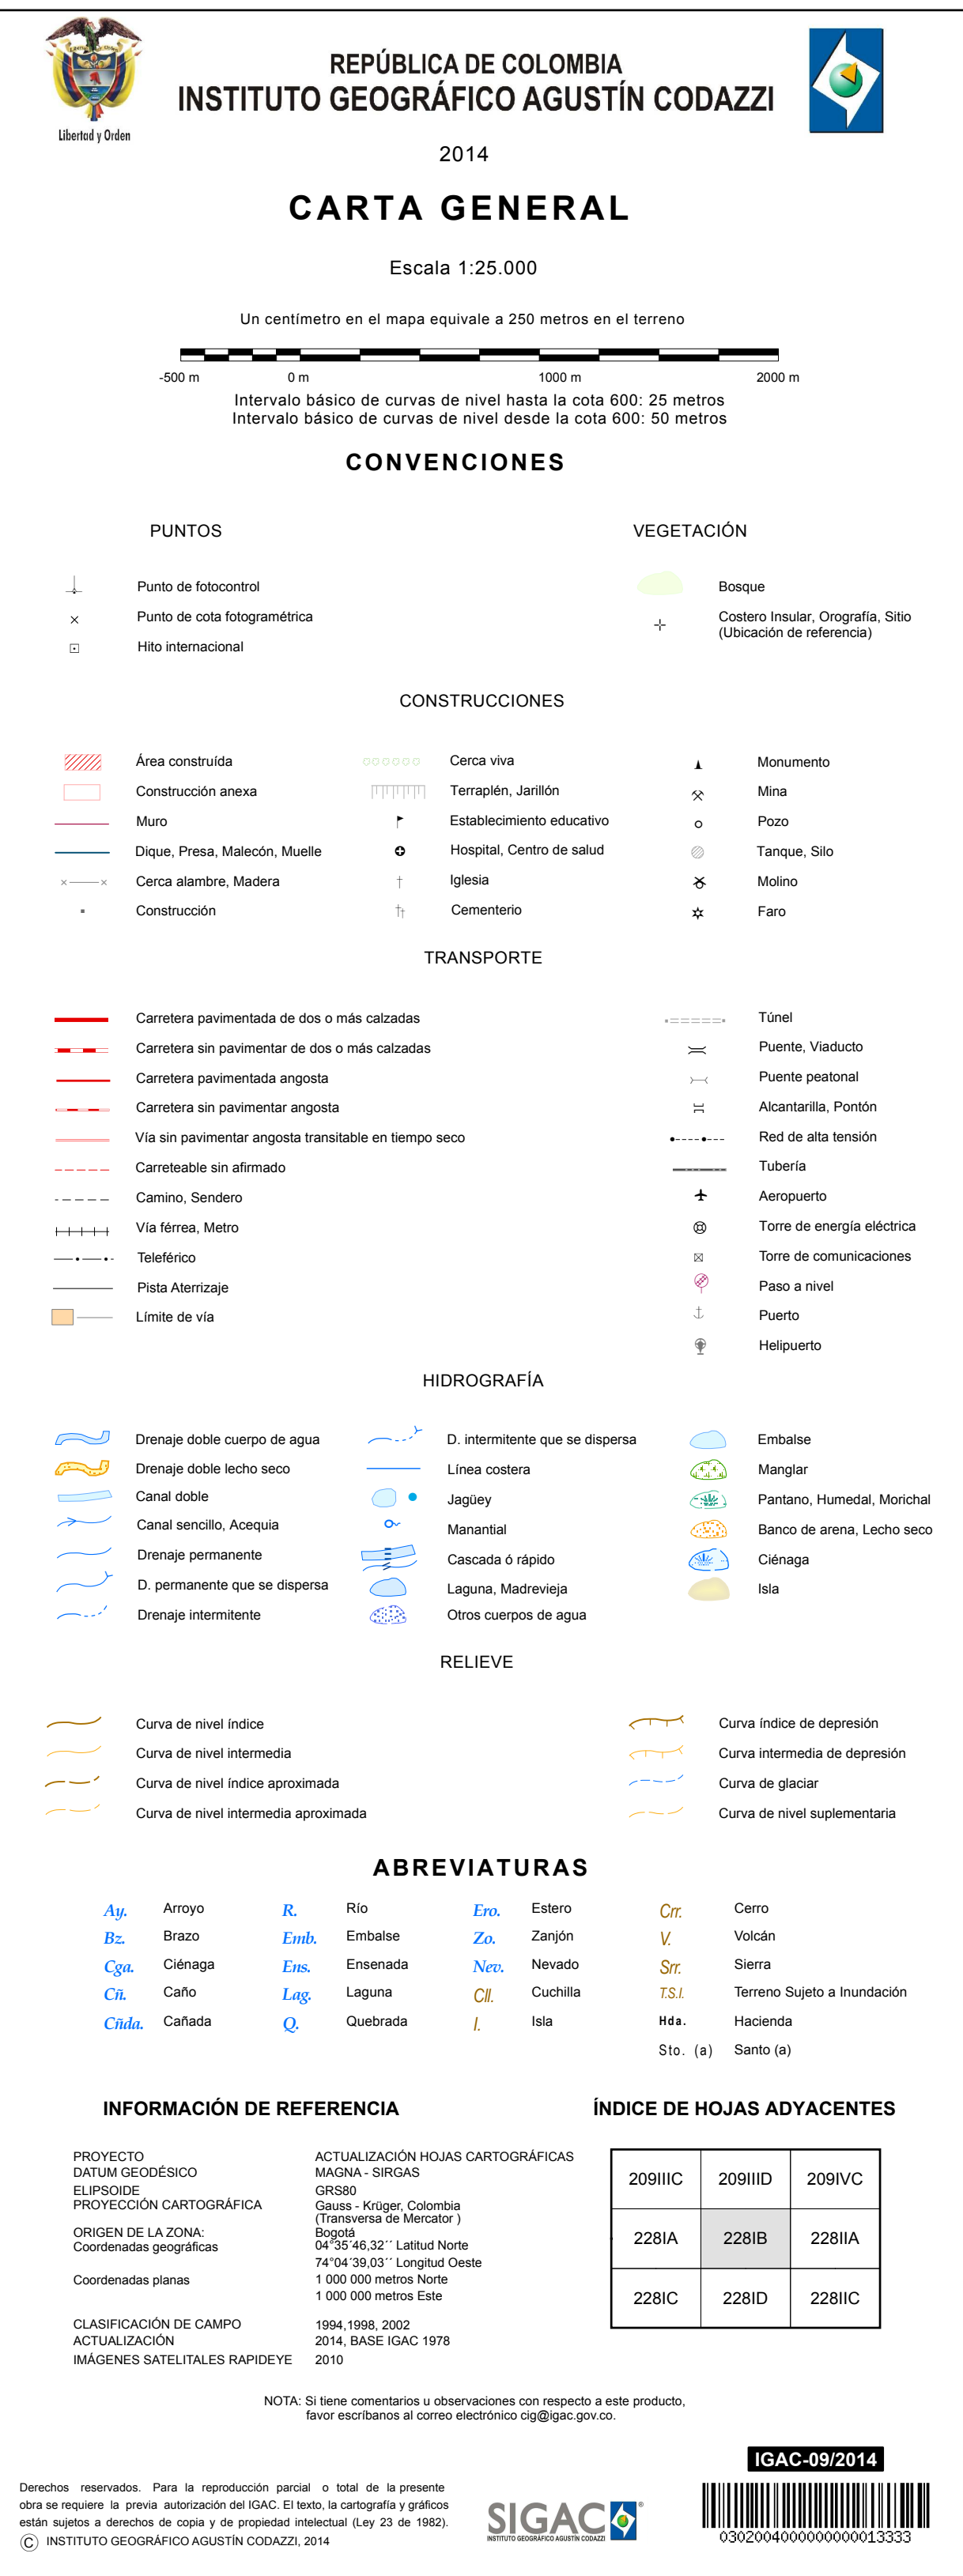 REPÚBLICA DE COLOMBIA
INSTITUTO GEOGRÁFICO AGUSTÍN CODAZZI
Libertad y Orden
2014
CARTA GENERAL
Escala 1:25.000
Un centímetro en el mapa equivale a 250 metros en el terreno
-500 m 0 m 1000 m 2000 m
Intervalo básico de curvas de nivel hasta la cota 600: 25 metros
Intervalo básico de curvas de nivel desde la cota 600: 50 metros
CONVENCIONES
PUNTOS
Punto de fotocontrol
Punto de cota fotogramétrica
Hito internacional
VEGETACIÓN
Bosque
Costero Insular, Orografía, Sitio
(Ubicación de referencia)
CONSTRUCCIONES
Área construída
Construcción anexa
Muro
Dique, Presa, Malecón, Muelle
Cerca alambre, Madera
Construcción
Cerca viva
Terraplén, Jarillón
Establecimiento educativo
Hospital, Centro de salud
Iglesia
Cementerio
Monumento
Mina
Pozo
Tanque, Silo
Molino
Faro
TRANSPORTE
Carretera pavimentada de dos o más calzadas
Carretera sin pavimentar de dos o más calzadas
Carretera pavimentada angosta
Carretera sin pavimentar angosta
Vía sin pavimentar angosta transitable en tiempo seco
Carreteable sin afirmado
Camino, Sendero
Vía férrea, Metro
Teleférico
Pista Aterrizaje
Límite de vía
Túnel
Puente, Viaducto
Puente peatonal
Alcantarilla, Pontón
Red de alta tensión
Tubería
Aeropuerto
Torre de energía eléctrica
Torre de comunicaciones
Paso a nivel
Puerto
Helipuerto
HIDROGRAFÍA
Drenaje doble cuerpo de agua
Drenaje doble lecho seco
Canal doble
Canal sencillo, Acequia
Drenaje permanente
D. permanente que se dispersa
Drenaje intermitente
D. intermitente que se dispersa
Línea costera
Jagüey
Manantial
Cascada ó rápido
Laguna, Madrevieja
Otros cuerpos de agua
Embalse
Manglar
Pantano, Humedal, Morichal
Banco de arena, Lecho seco
Ciénaga
Isla
RELIEVE
Curva de nivel índice
Curva de nivel intermedia
Curva de nivel índice aproximada
Curva de nivel intermedia aproximada
Curva índice de depresión
Curva intermedia de depresión
Curva de glaciar
Curva de nivel suplementaria
ABREVIATURAS
Ay. Arroyo
Bz. Brazo
Cga. Ciénaga
Cñ. Caño
Cñda. Cañada
R. Río
Emb. Embalse
Ens. Ensenada
Lag. Laguna
Q. Quebrada
Ero. Estero
Zo. Zanjón
Nev. Nevado
Cll. Cuchilla
I. Isla
Crr. Cerro
V. Volcán
Srr. Sierra
T.S.I. Terreno Sujeto a Inundación
Hda. Hacienda
Sto. (a) Santo (a)
INFORMACIÓN DE REFERENCIA
PROYECTO ACTUALIZACIÓN HOJAS CARTOGRÁFICAS
DATUM GEODÉSICO MAGNA - SIRGAS
ELIPSOIDE GRS80
PROYECCIÓN CARTOGRÁFICA Gauss - Krüger, Colombia
(Transversa de Mercator )
ORIGEN DE LA ZONA: Bogotá
Coordenadas geográficas 04°35´46,32´´ Latitud Norte
74°04´39,03´´ Longitud Oeste
Coordenadas planas 1 000 000 metros Norte
1 000 000 metros Este
CLASIFICACIÓN DE CAMPO 1994,1998, 2002
ACTUALIZACIÓN 2014, BASE IGAC 1978
IMÁGENES SATELITALES RAPIDEYE 2010
ÍNDICE DE HOJAS ADYACENTES
209IIIC 209IIID 209IVC
228IA 228IB 228IIA
228IC 228ID 228IIC
NOTA: Si tiene comentarios u observaciones con respecto a este producto,
favor escríbanos al correo electrónico cig@igac.gov.co.
Derechos reservados. Para la reproducción parcial o total de la presente
obra se requiere la previa autorización del IGAC. El texto, la cartografía y gráficos
están sujetos a derechos de copia y de propiedad intelectual (Ley 23 de 1982).
© INSTITUTO GEOGRÁFICO AGUSTÍN CODAZZI, 2014
SIGAC®
INSTITUTO GEOGRÁFICO AGUSTÍN CODAZZI
IGAC-09/2014
0302004000000000013333